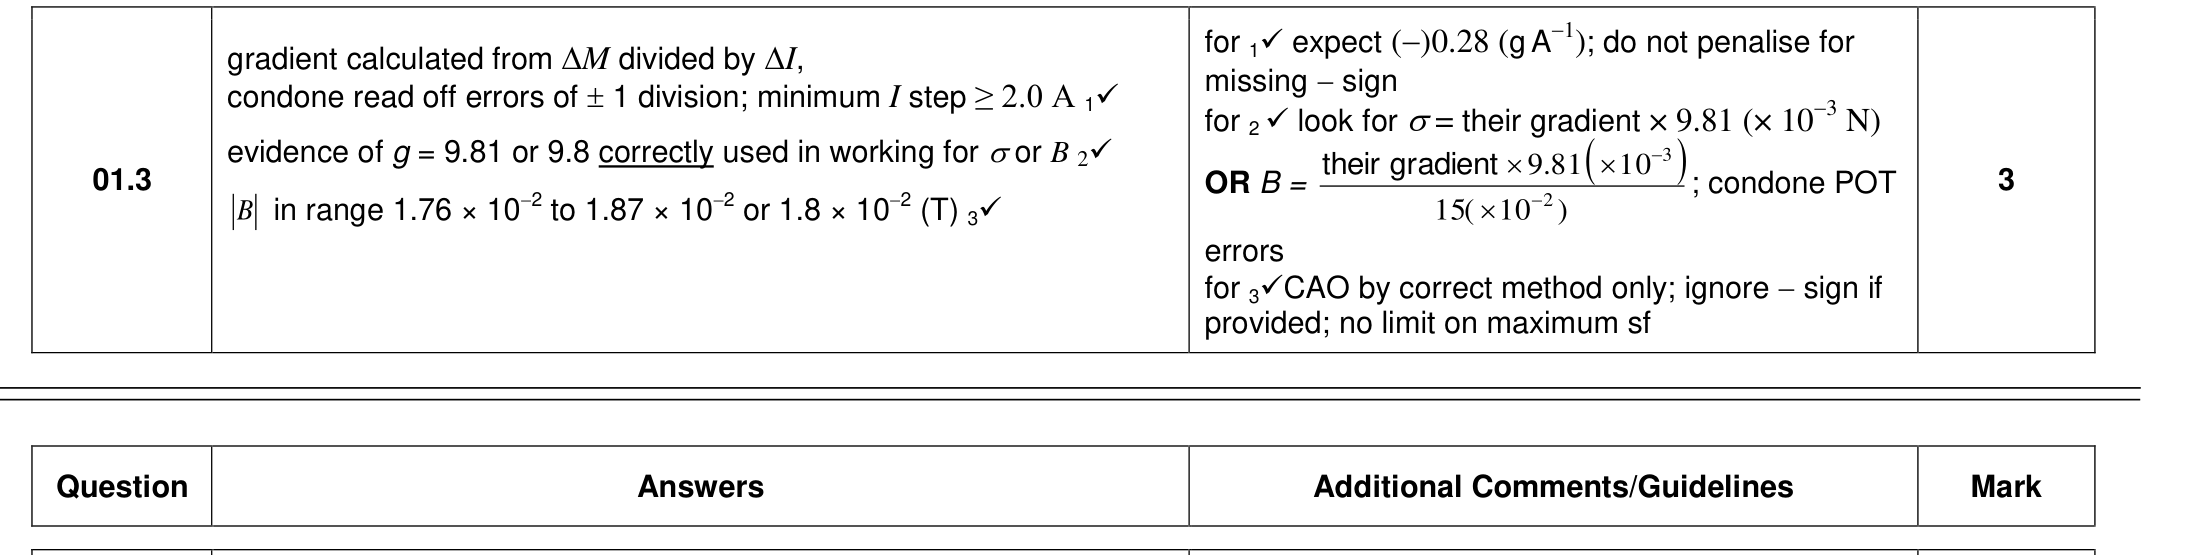 01.3
gradient calculated from ΔM divided by ΔI,
condone read off errors of ± 1 division; minimum I step ≥ 2.0 A ₁✓
evidence of g = 9.81 or 9.8 correctly used in working for σ or B ₂✓
|B| in range 1.76 × 10⁻² to 1.87 × 10⁻² or 1.8 × 10⁻² (T) ₃✓
for ₁✓ expect (−)0.28 (g A⁻¹); do not penalise for
missing – sign
for ₂ ✓ look for σ = their gradient × 9.81 (× 10⁻³ N)
OR B = their gradient × 9.81(×10⁻³) / 15(×10⁻²) ; condone POT
errors
for ₃✓CAO by correct method only; ignore – sign if
provided; no limit on maximum sf
3
Question Answers Additional Comments/Guidelines Mark